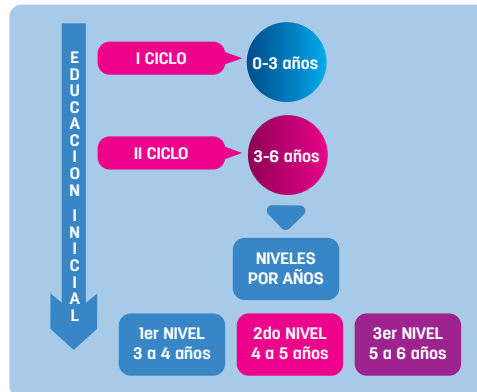 EDUCACION INICIAL
I CICLO
0-3 años
II CICLO
3-6 años
NIVELES
POR AÑOS
1er NIVEL
3 a 4 años
2do NIVEL
4 a 5 años
3er NIVEL
5 a 6 años